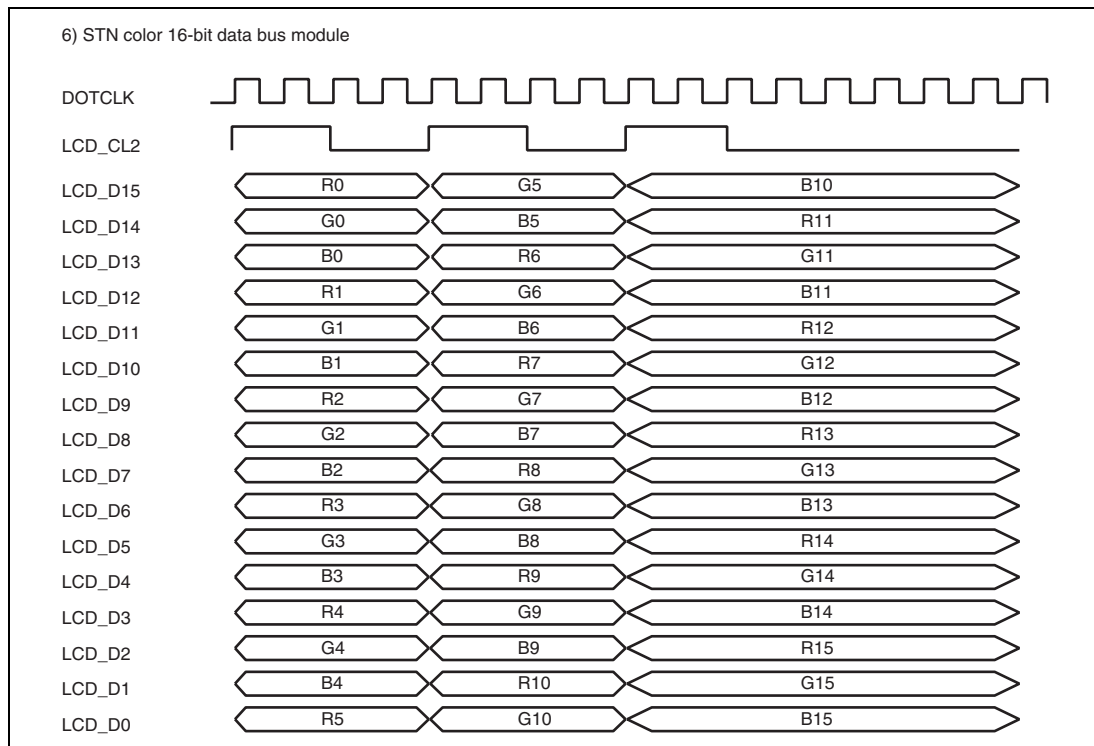 6) STN color 16-bit data bus module
DOTCLK
LCD_CL2
LCD_D15 R0 G5 B10
LCD_D14 G0 B5 R11
LCD_D13 B0 R6 G11
LCD_D12 R1 G6 B11
LCD_D11 G1 B6 R12
LCD_D10 B1 R7 G12
LCD_D9 R2 G7 B12
LCD_D8 G2 B7 R13
LCD_D7 B2 R8 G13
LCD_D6 R3 G8 B13
LCD_D5 G3 B8 R14
LCD_D4 B3 R9 G14
LCD_D3 R4 G9 B14
LCD_D2 G4 B9 R15
LCD_D1 B4 R10 G15
LCD_D0 R5 G10 B15